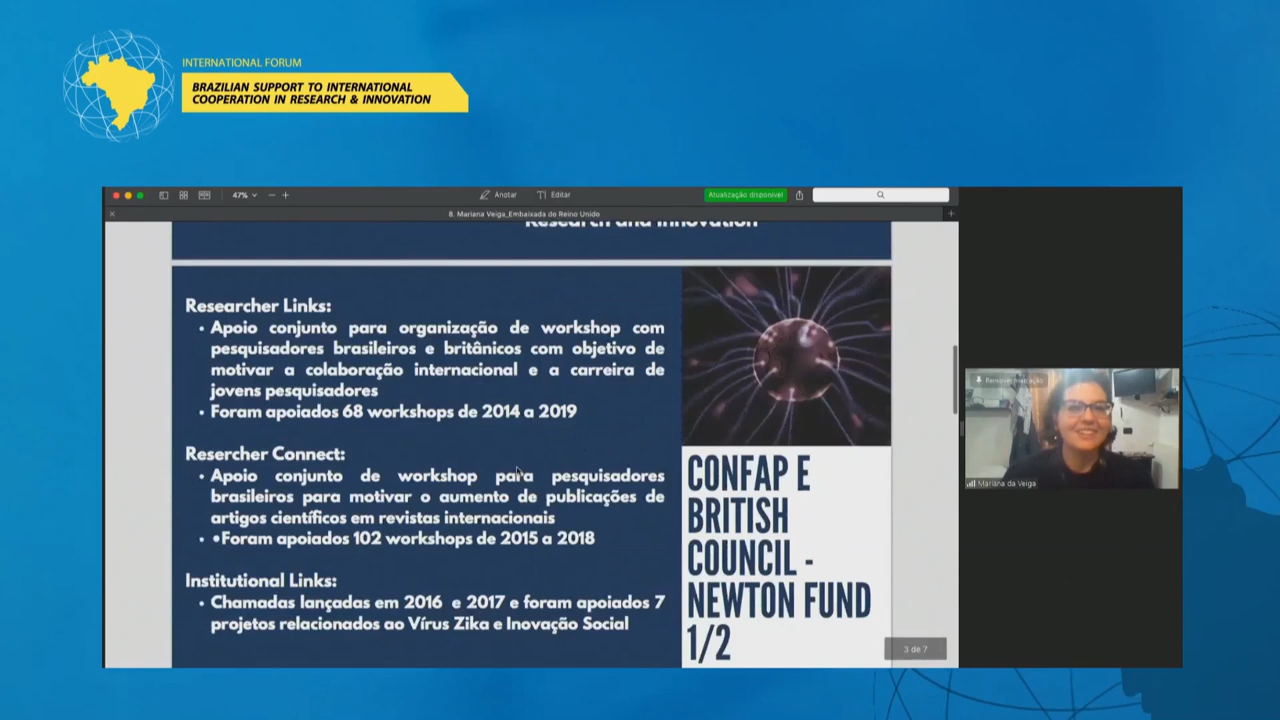 INTERNATIONAL FORUM
BRAZILIAN SUPPORT TO INTERNATIONAL
COOPERATION IN RESEARCH & INNOVATION
47%
Anotar
Editar
Atualização disponível
8. Mariana Veiga_Embaixada do Reino Unido
Research and Innovation
Researcher Links:
• Apoio conjunto para organização de workshop com
pesquisadores brasileiros e britânicos com objetivo de
motivar a colaboração internacional e a carreira de
jovens pesquisadores
• Foram apoiados 68 workshops de 2014 a 2019
Resercher Connect:
• Apoio conjunto de workshop para pesquisadores
brasileiros para motivar o aumento de publicações de
artigos científicos em revistas internacionais
• •Foram apoiados 102 workshops de 2015 a 2018
Institutional Links:
• Chamadas lançadas em 2016 e 2017 e foram apoiados 7
projetos relacionados ao Vírus Zika e Inovação Social
CONFAP E
BRITISH
COUNCIL -
NEWTON FUND
1/2
3 de 7
Remover marcação
Mariana da Veiga